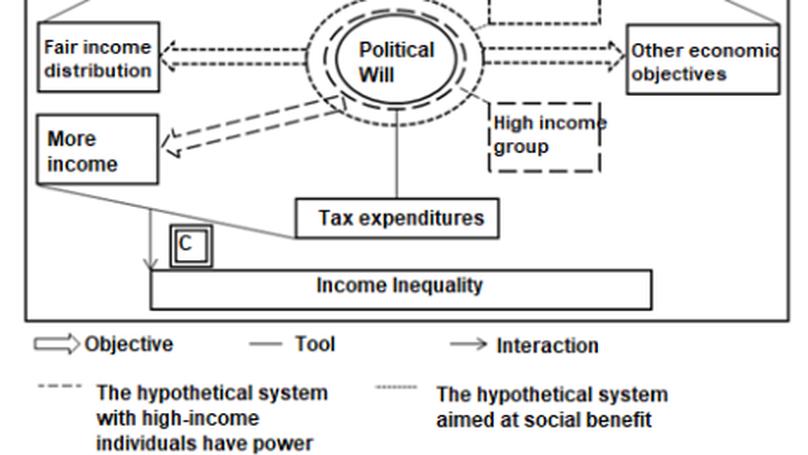 Fair income
distribution
Political
Will
Other economic
objectives
More
income
High income
group
Tax expenditures
C
Income Inequality
Objective
Tool
Interaction
The hypothetical system
with high-income
individuals have power
The hypothetical system
aimed at social benefit